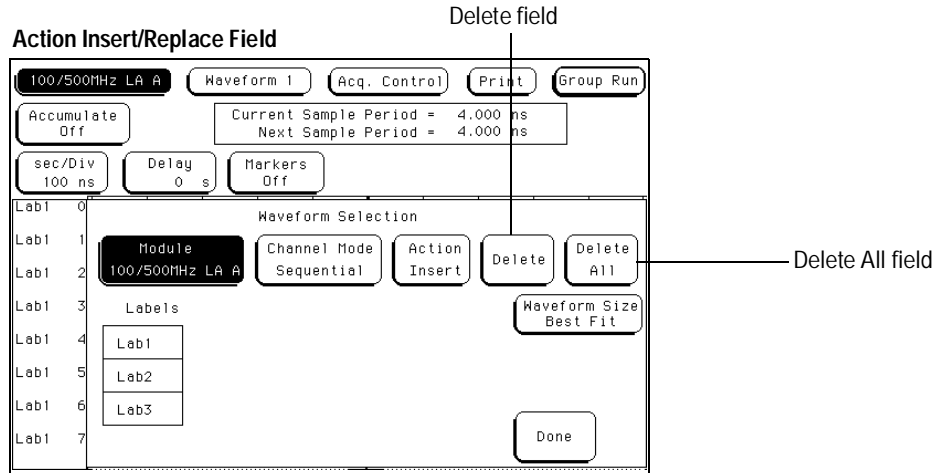 Delete field
Action Insert/Replace Field
100/500MHz LA A Waveform 1 Acq. Control Print Group Run
Accumulate
Off
Current Sample Period = 4.000 ns
Next Sample Period = 4.000 ns
sec/Div
100 ns
Delay
0 s
Markers
Off
Lab1 0
Waveform Selection
Lab1 1
Module
100/500MHz LA A
Channel Mode
Sequential
Action
Insert
Delete
Delete
All
Delete All field
Lab1 2
Lab1 3
Labels
Waveform Size
Best Fit
Lab1 4
Lab1
Lab1 5
Lab2
Lab1 6
Lab3
Lab1 7
Done